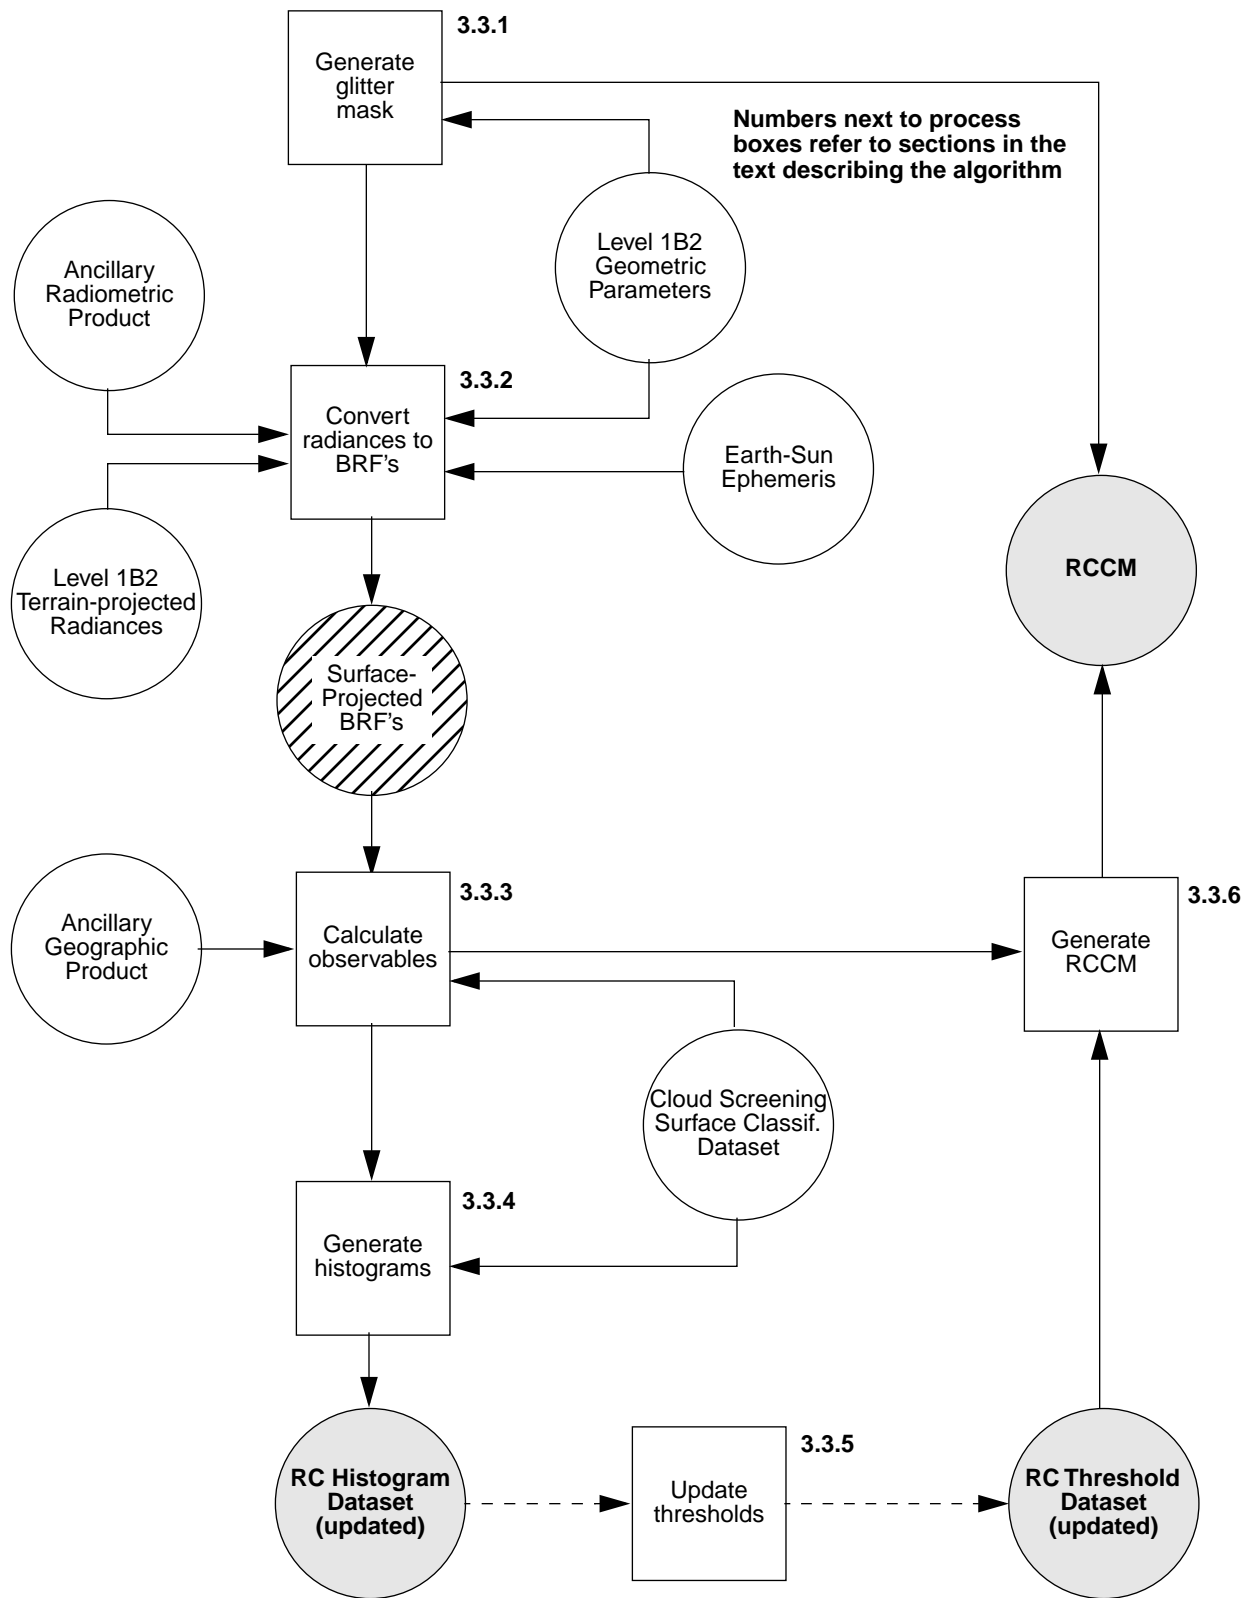 3.3.1
Generate
glitter
mask
Numbers next to process
boxes refer to sections in the
text describing the algorithm
Level 1B2
Geometric
Parameters
Ancillary
Radiometric
Product
3.3.2
Convert
radiances to
BRF's
Earth-Sun
Ephemeris
RCCM
Level 1B2
Terrain-projected
Radiances
Surface-
Projected
BRF's
3.3.3
Calculate
observables
Ancillary
Geographic
Product
3.3.6
Generate
RCCM
Cloud Screening
Surface Classif.
Dataset
3.3.4
Generate
histograms
RC Histogram
Dataset
(updated)
3.3.5
Update
thresholds
RC Threshold
Dataset
(updated)